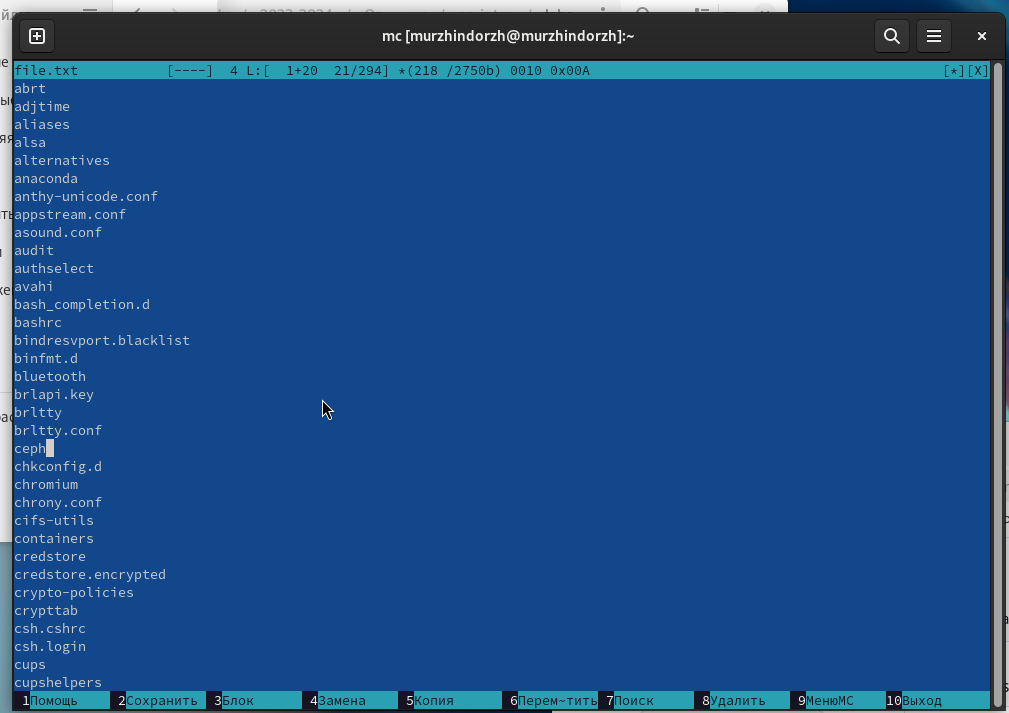 mc [murzhindorzh@murzhindorzh]:~
file.txt [----] 4 L:[ 1+20 21/294] *(218 /2750b) 0010 0x00A [*][X]
abrt
adjtime
aliases
alsa
alternatives
anaconda
anthy-unicode.conf
appstream.conf
asound.conf
audit
authselect
avahi
bash_completion.d
bashrc
bindresvport.blacklist
binfmt.d
bluetooth
brlapi.key
brltty
brltty.conf
ceph
chkconfig.d
chromium
chrony.conf
cifs-utils
containers
credstore
credstore.encrypted
crypto-policies
crypttab
csh.cshrc
csh.login
cups
cupshelpers
1Помощь 2Сохранить 3Блок 4Замена 5Копия 6Перем~тить 7Поиск 8Удалить 9МенюMC 10Выход